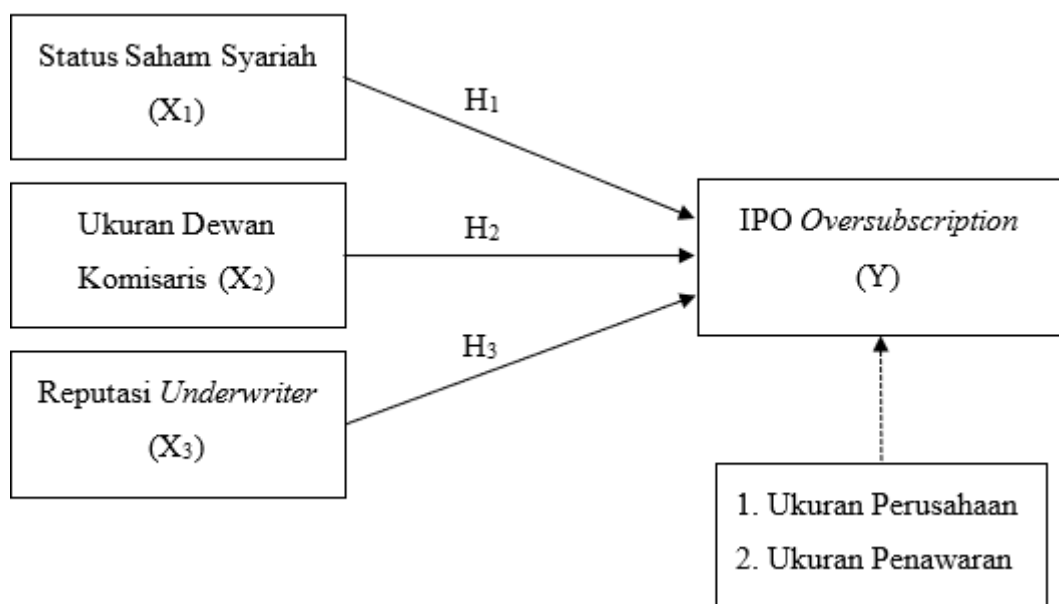 Status Saham Syariah
(X₁)
H₁
Ukuran Dewan
Komisaris (X₂)
H₂
Reputasi Underwriter
(X₃)
H₃
IPO Oversubscription
(Y)
1. Ukuran Perusahaan
2. Ukuran Penawaran